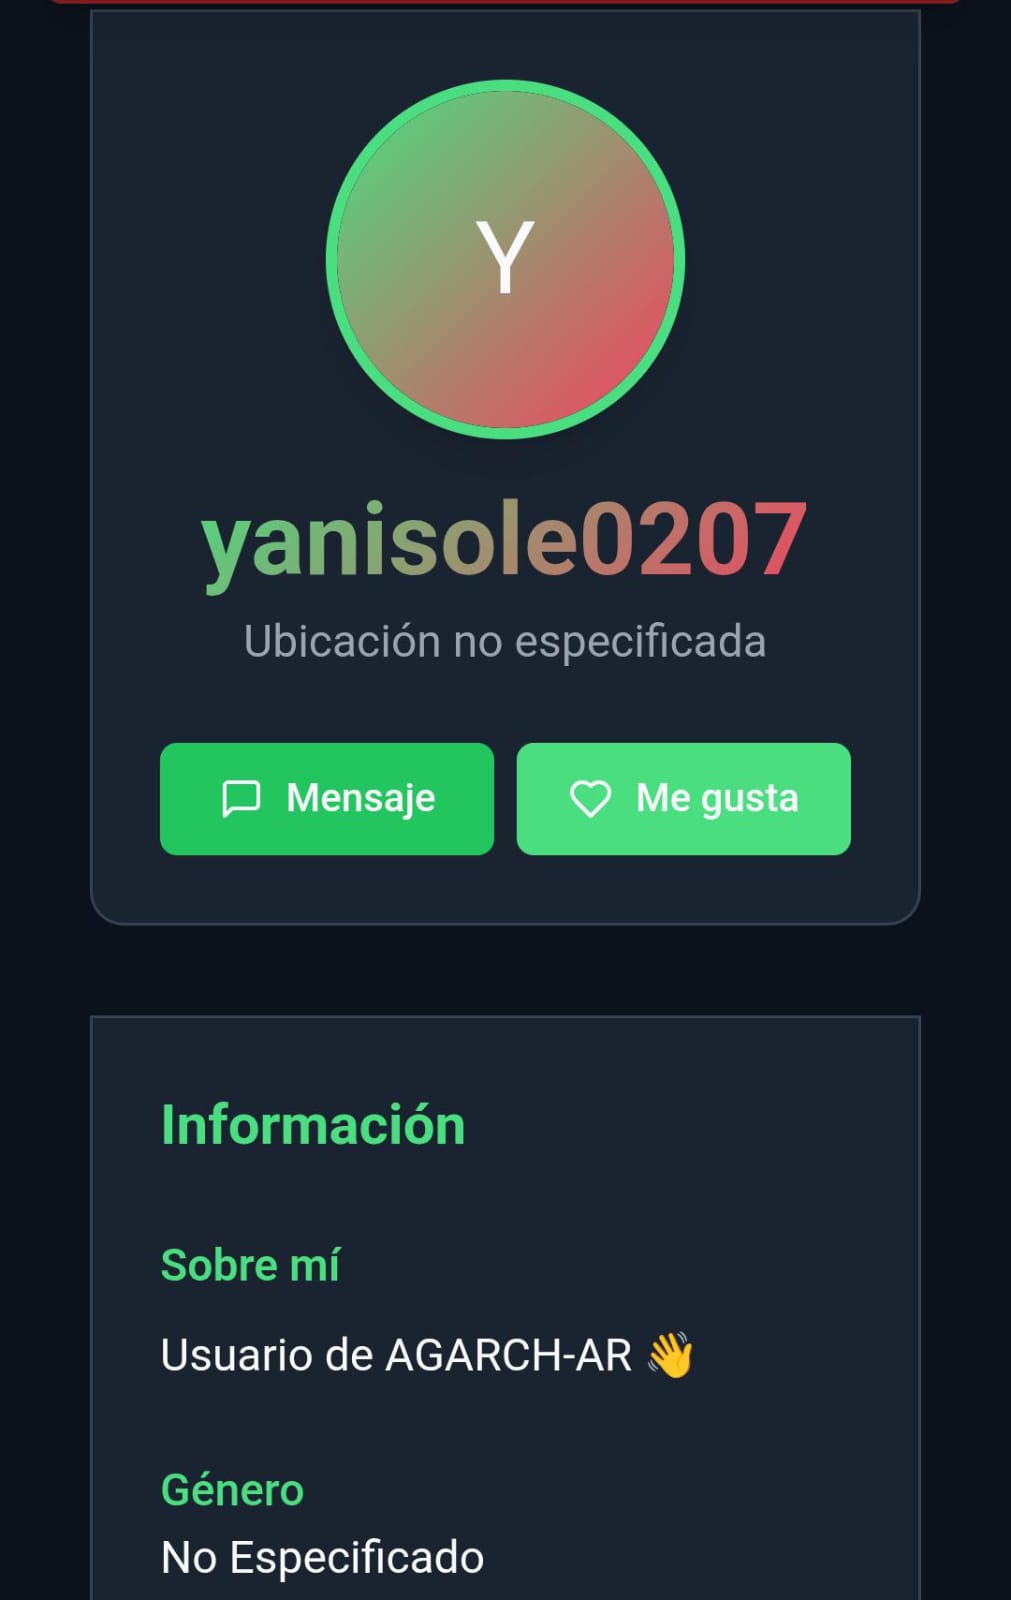 Y
yanisole0207
Ubicación no especificada
Mensaje
Me gusta
Información
Sobre mí
Usuario de AGARCH-AR 👋
Género
No Especificado